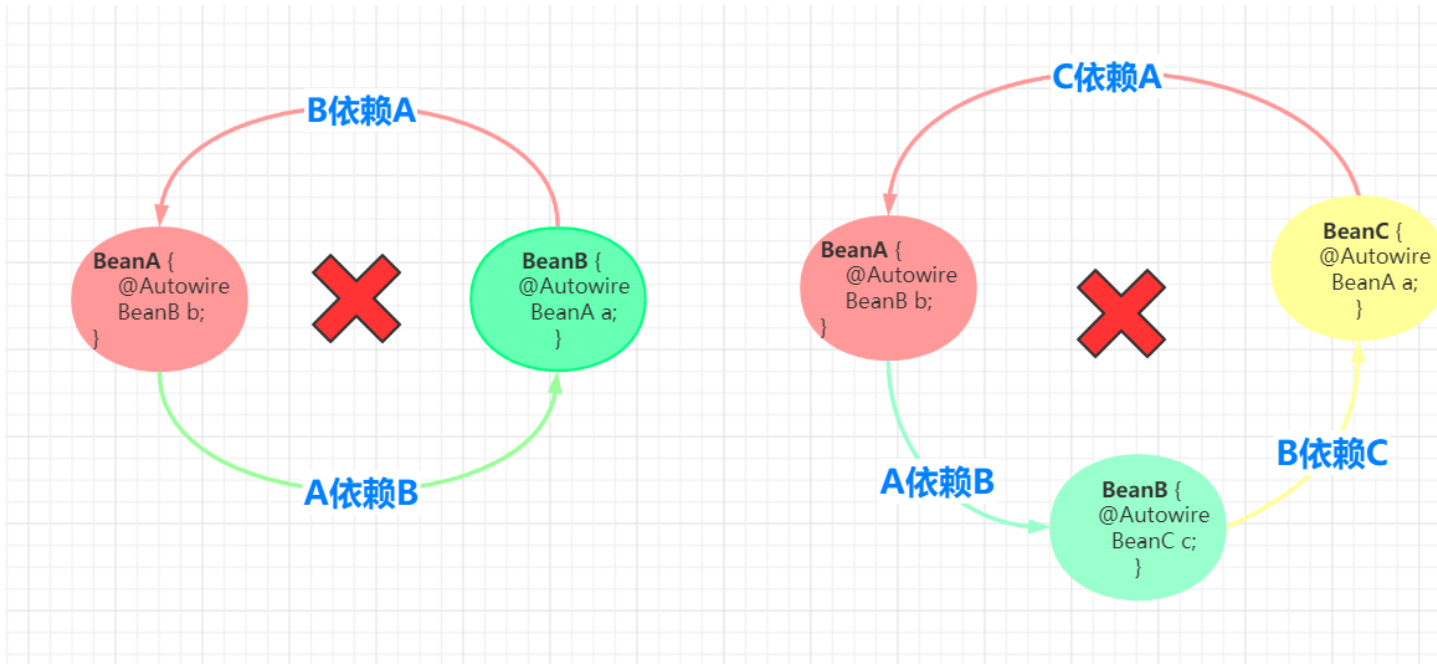 B依赖A
BeanA {
@Autowire
BeanB b;
}
BeanB {
@Autowire
BeanA a;
}
A依赖B
C依赖A
BeanA {
@Autowire
BeanB b;
}
BeanC {
@Autowire
BeanA a;
}
A依赖B
B依赖C
BeanB {
@Autowire
BeanC c;
}